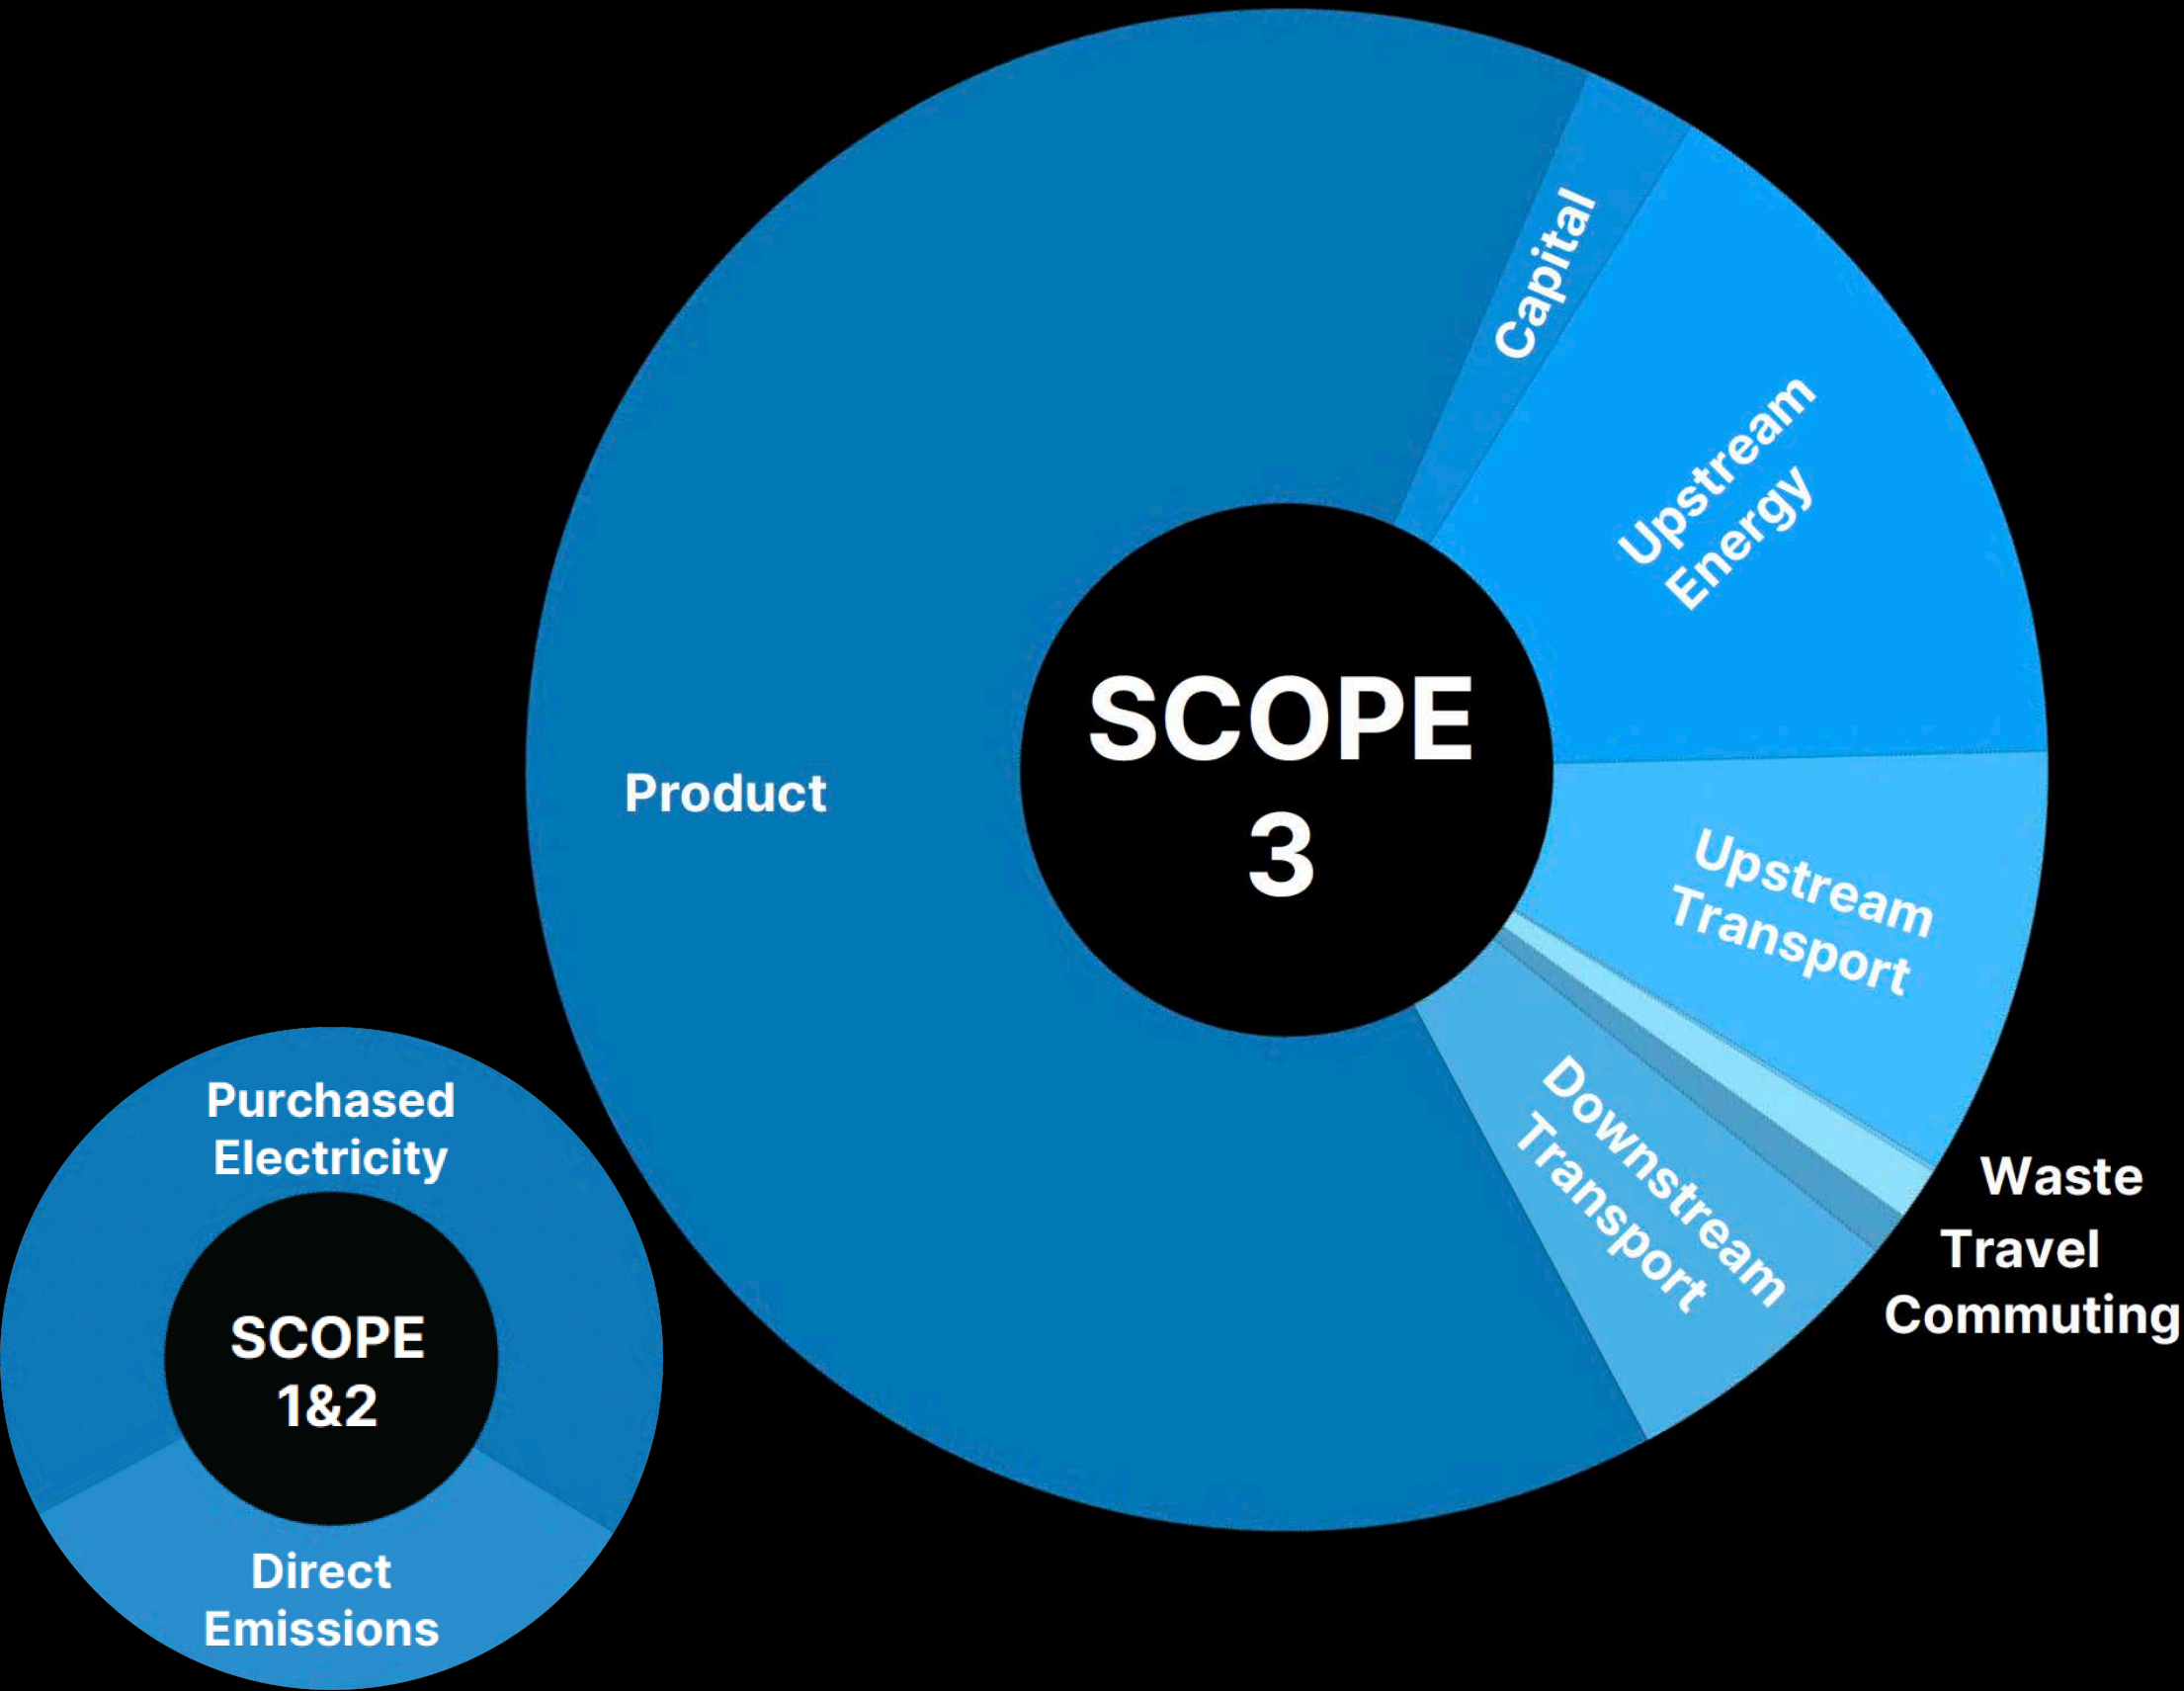 Capital
Upstream
Energy
SCOPE
3
Product
Upstream
Transport
Downstream
Transport
Waste
Travel
Commuting
Purchased
Electricity
SCOPE
1&2
Direct
Emissions